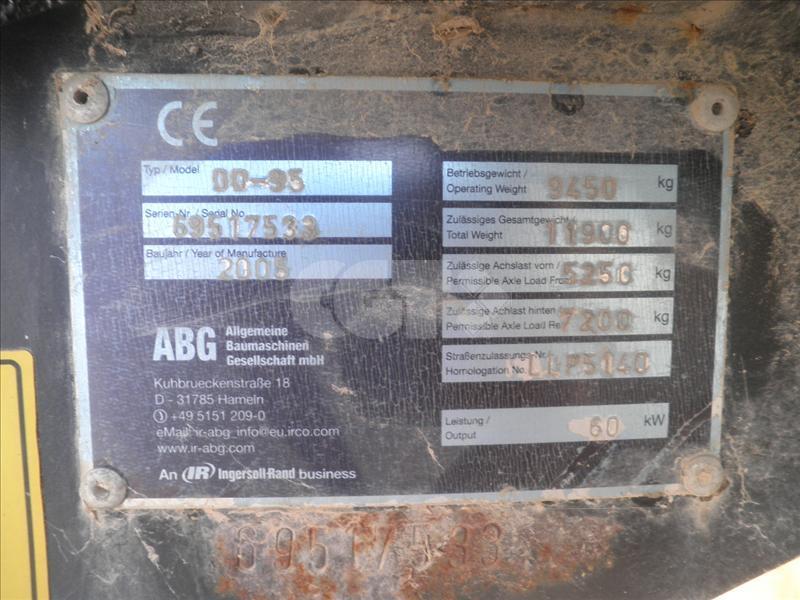 CE
Typ / Model DD-95
Serien-Nr. / Serial No. 69517533
Baujahr / Year of Manufacture
ABG Allgemeine
Baumaschinen
Gesellschaft mbH
Kuhbrueckenstraße 18
D - 31785 Hameln
+49 5151 209-0
eMail: ir-abg_info@eu.irco.com
www.ir-abg.com
An IR Ingersoll-Rand business
Betriebsgewicht /
Operating Weight 9450 kg
Zulässiges Gesamtgewicht /
Total Weight 11900 kg
Zulässige Achslast vorn /
Permissible Axle Load 5250 kg
Zulässige Achlast hinten
Permissible Axle Load 7200 kg
Straßenzulassungs-Nr.
Homologation No.
Leistung /
Output 60 kW
69517533